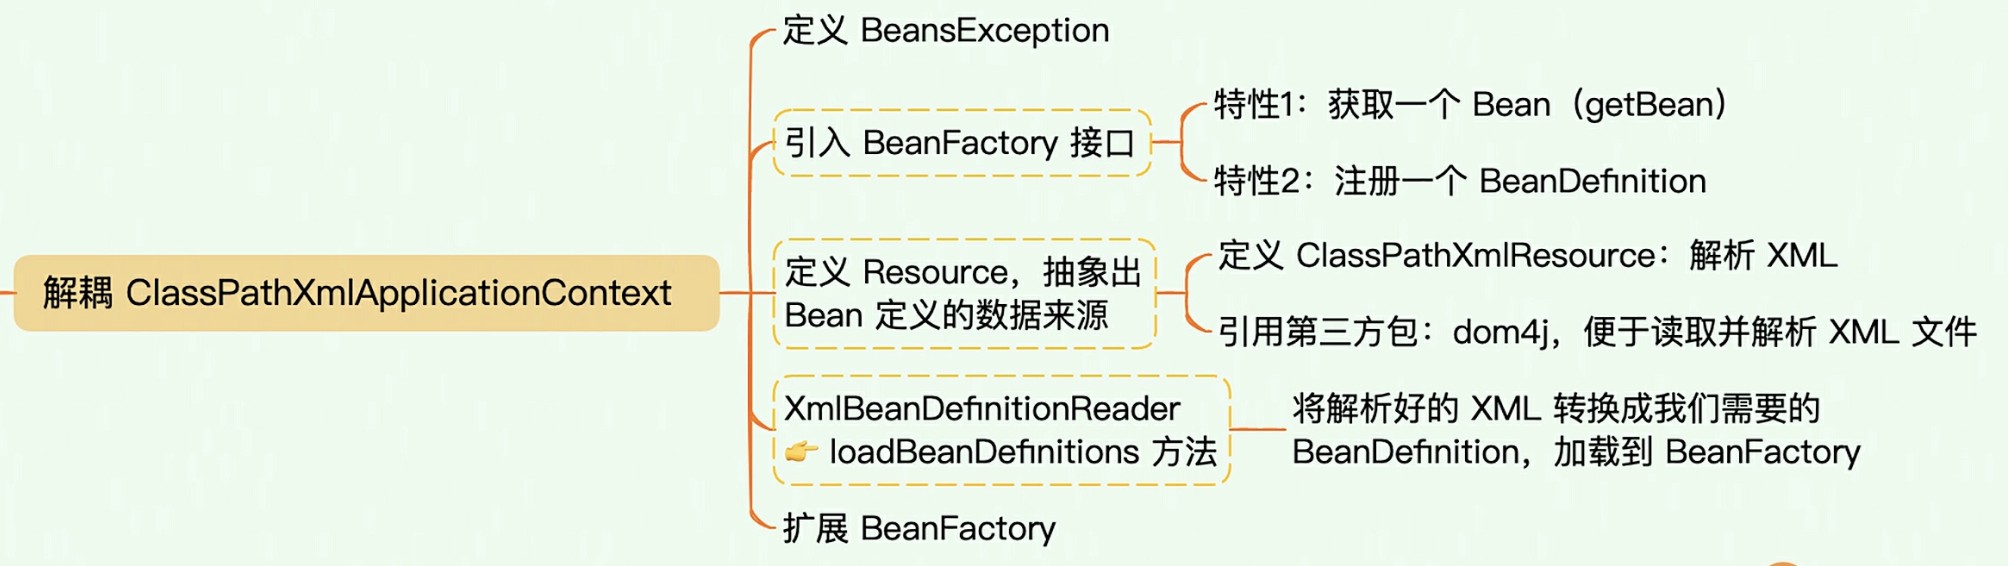 定义 BeansException
特性1：获取一个 Bean（getBean）
引入 BeanFactory 接口
特性2：注册一个 BeanDefinition
解耦 ClassPathXmlApplicationContext
定义 Resource，抽象出
Bean 定义的数据来源
定义 ClassPathXmlResource：解析 XML
引用第三方包：dom4j，便于读取并解析 XML 文件
XmlBeanDefinitionReader
👉 loadBeanDefinitions 方法
将解析好的 XML 转换成我们需要的
BeanDefinition，加载到 BeanFactory
扩展 BeanFactory